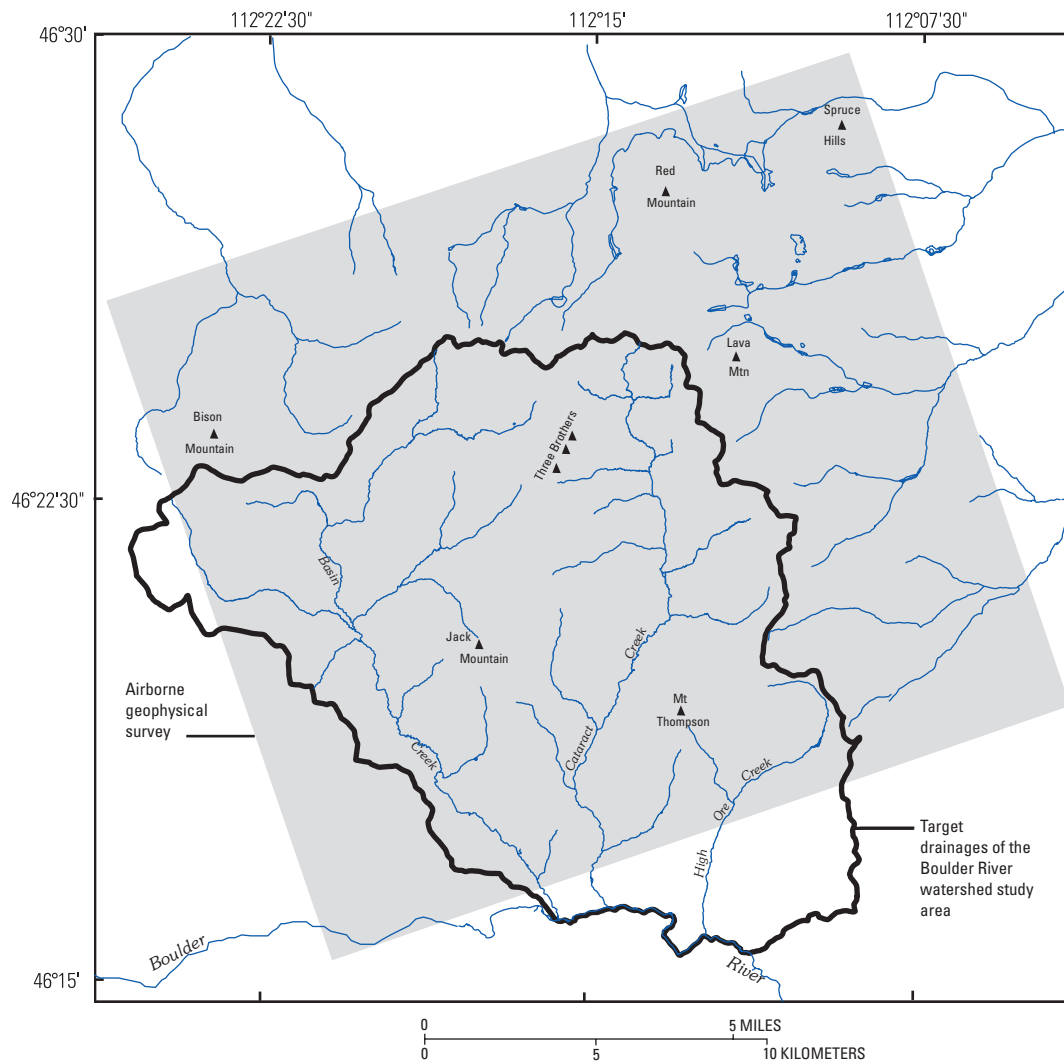 112°22'30"
112°15'
112°07'30"
46°30'
Spruce
Hills
Red
Mountain
Lava
Mtn
Bison
Mountain
Three Brothers
46°22'30"
Basin
Jack
Mountain
Creek
Airborne
geophysical
survey
Mt
Thompson
Creek
Cataract
Creek
Ore
High
Target
drainages of the
Boulder River
watershed study
area
Boulder
River
46°15'
0
5 MILES
0
5
10 KILOMETERS